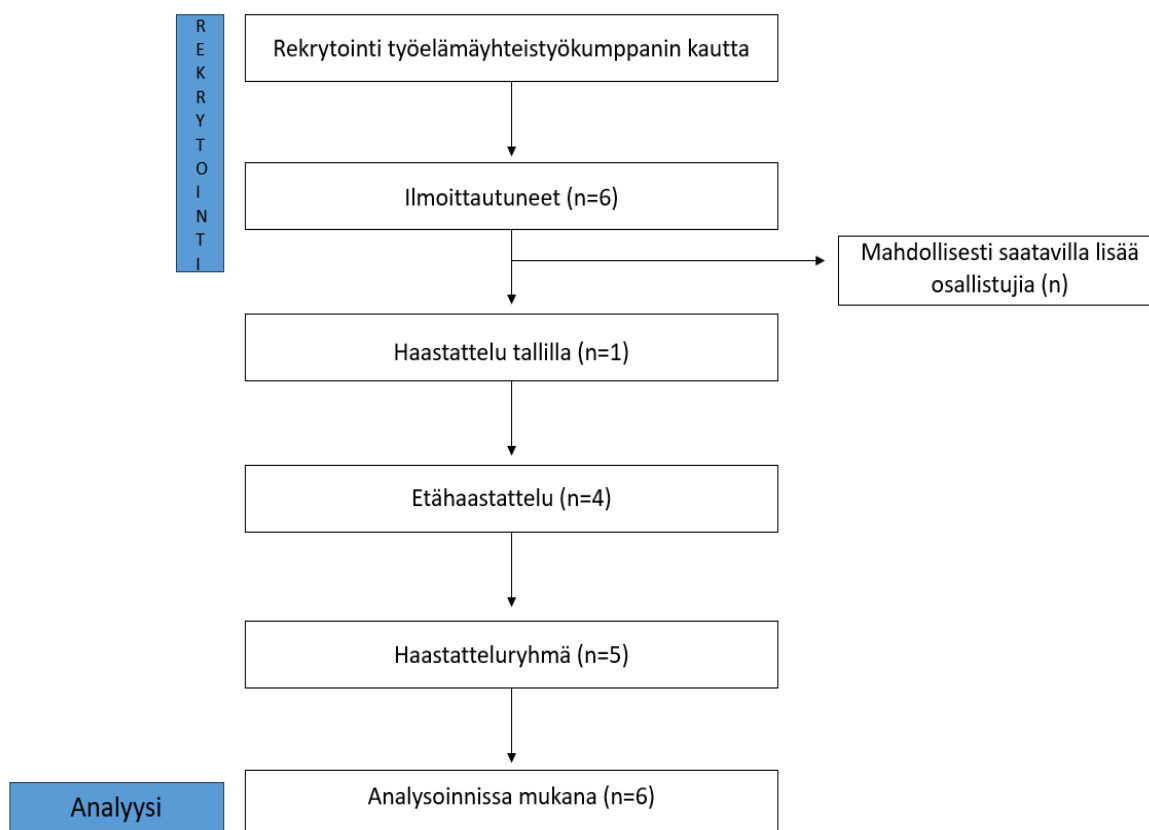 REKRYTOINTI
Rekrytointi työelämäyhteistyökumppanin kautta
Ilmoittautuneet (n=6)
Mahdollisesti saatavilla lisää
osallistujia (n)
Haastattelu tallilla (n=1)
Etähaastattelu (n=4)
Haastatteluryhmä (n=5)
Analyysi
Analysoinnissa mukana (n=6)